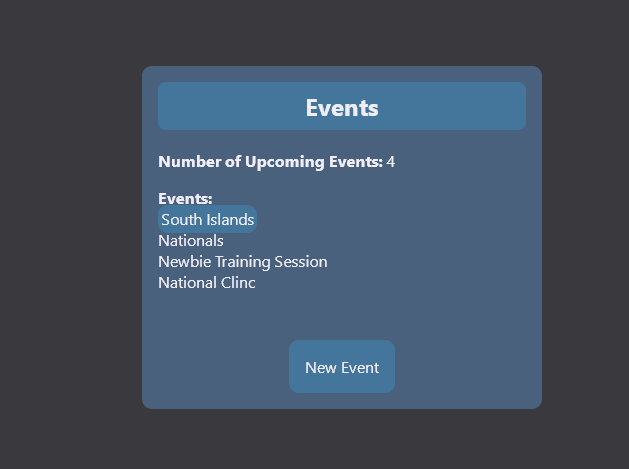 Events
Number of Upcoming Events: 4
Events:
South Islands
Nationals
Newbie Training Session
National Clinc
New Event